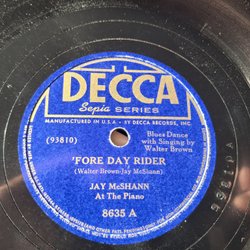 DECCA
Sepia SERIES
MANUFACTURED IN U.S.A. BY DECCA RECORDS, INC.
(93810)
Blues Dance
with Singing by
Walter Brown
'FORE DAY RIDER
(Walter Brown-Jay McShann)
JAY McSHANN
At The Piano
8635 A